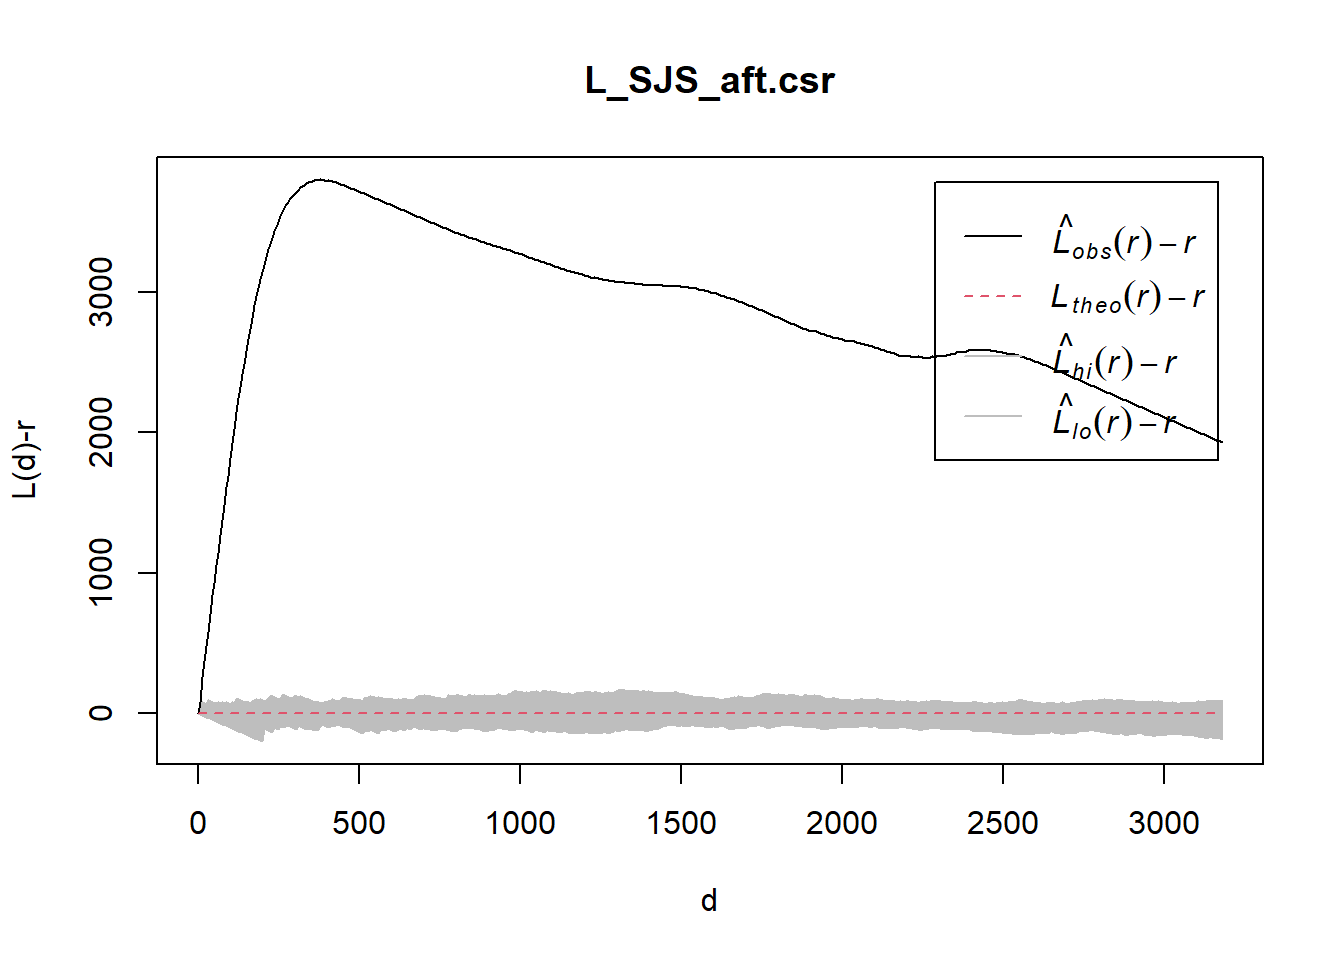 L_SJS_aft.csr
L(d)-r
3000
2000
1000
0
L̂obs(r) − r
Ltheo(r) − r
L̂hi(r) − r
L̂lo(r) − r
0 500 1000 1500 2000 2500 3000
d